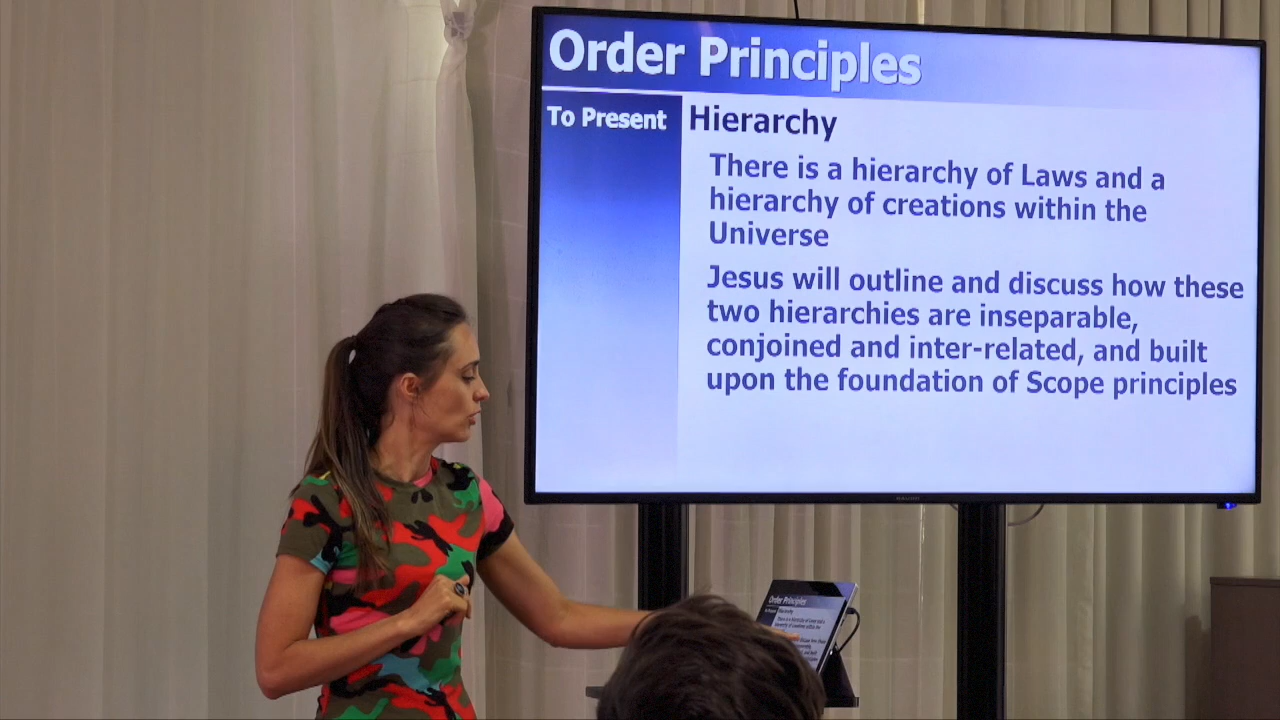 Order Principles
To Present
Hierarchy
There is a hierarchy of Laws and a
hierarchy of creations within the
Universe
Jesus will outline and discuss how these
two hierarchies are inseparable,
conjoined and inter-related, and built
upon the foundation of Scope principles
Order Principles